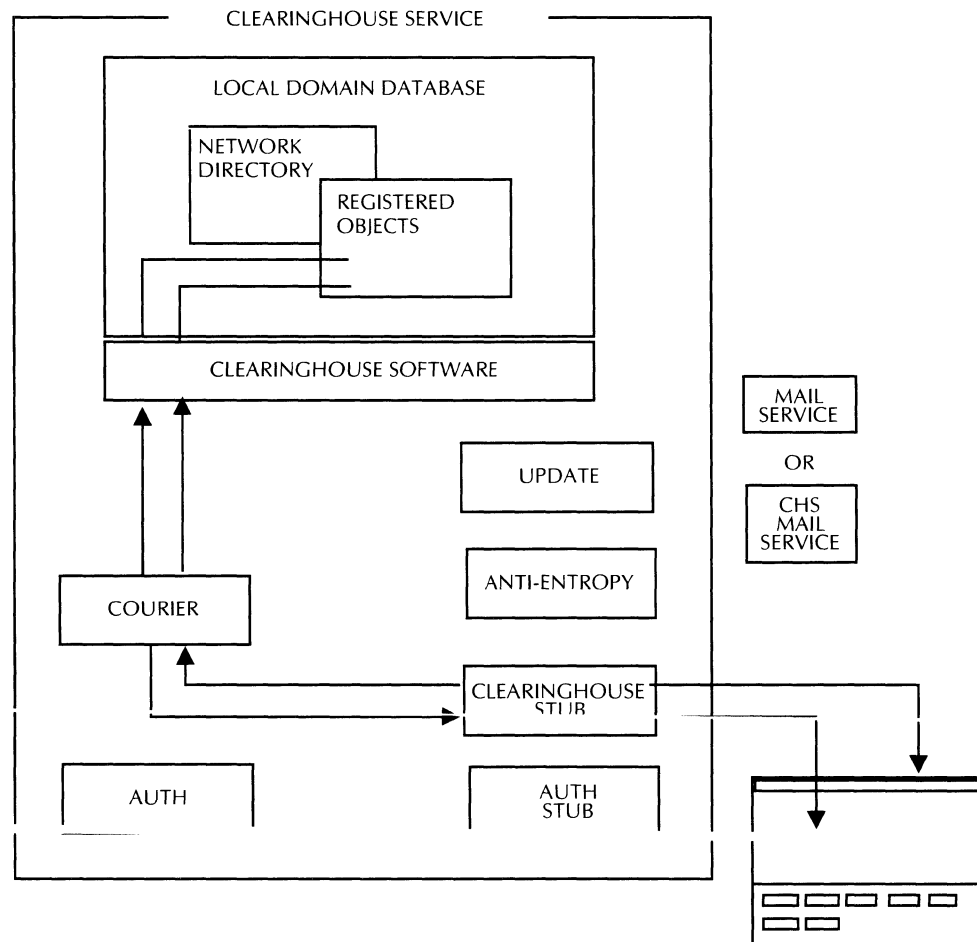 CLEARINGHOUSE SERVICE
LOCAL DOMAIN DATABASE
NETWORK
DIRECTORY
REGISTERED
OBJECTS
CLEARINGHOUSE SOFTWARE
MAIL
SERVICE
OR
CHS
MAIL
SERVICE
UPDATE
ANTI-ENTROPY
COURIER
CLEARINGHOUSE
STUB
AUTH
AUTH
STUB